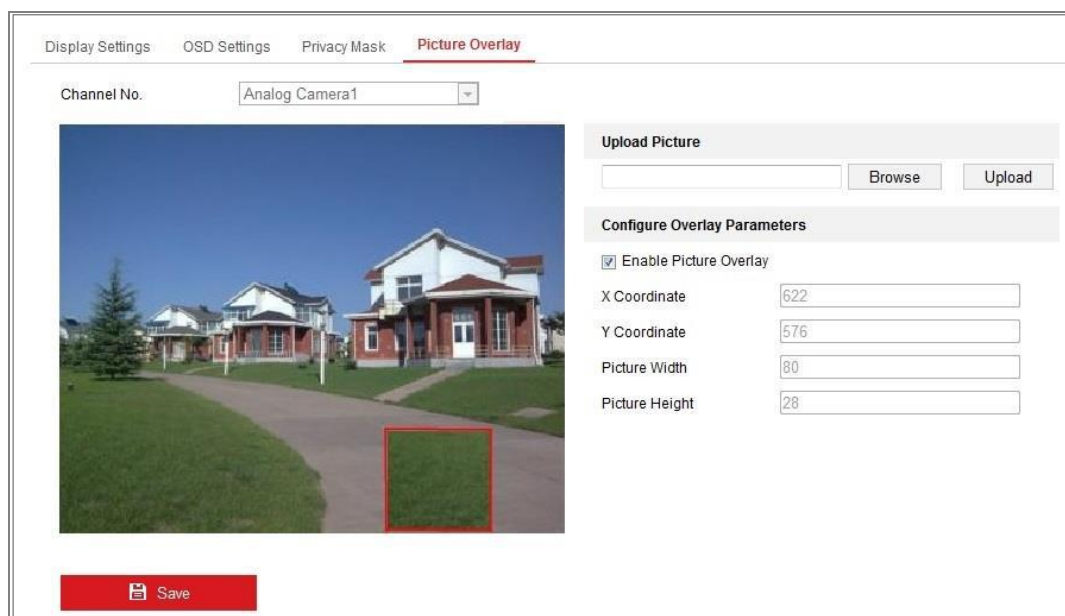 Display Settings OSD Settings Privacy Mask Picture Overlay
Channel No. Analog Camera1
Upload Picture
Browse Upload
Configure Overlay Parameters
Enable Picture Overlay
X Coordinate 622
Y Coordinate 576
Picture Width 80
Picture Height 28
Save